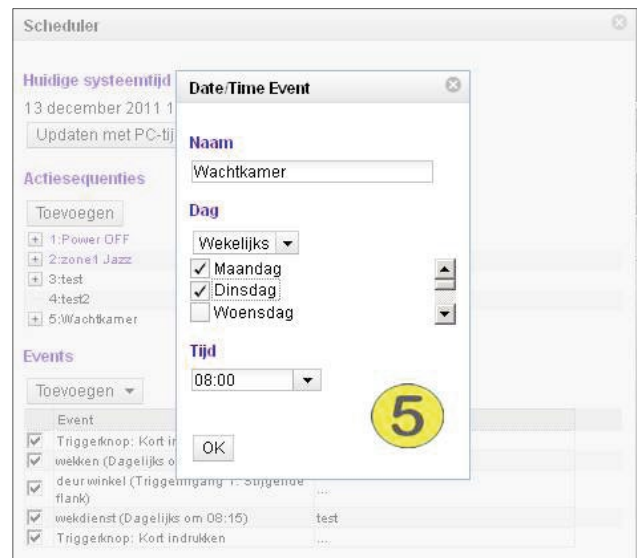 Scheduler
Huidige systeemtijd
13 december 2011 1
Updaten met PC-tij
Actiesequenties
Toevoegen
1:Power OFF
2:zone1 Jazz
3:test
4:test2
5:Wachtkamer
Events
Toevoegen
Event
Triggerknop: Kort in
wekken (Dagelijks o
deur winkel (Triggeringang 1: Stijgende
flank)
...
wekdienst (Dagelijks om 08:15) test
Triggerknop: Kort indrukken ...
Date/Time Event
Naam
Wachtkamer
Dag
Wekelijks
Maandag
Dinsdag
Woensdag
Tijd
08:00
5
OK